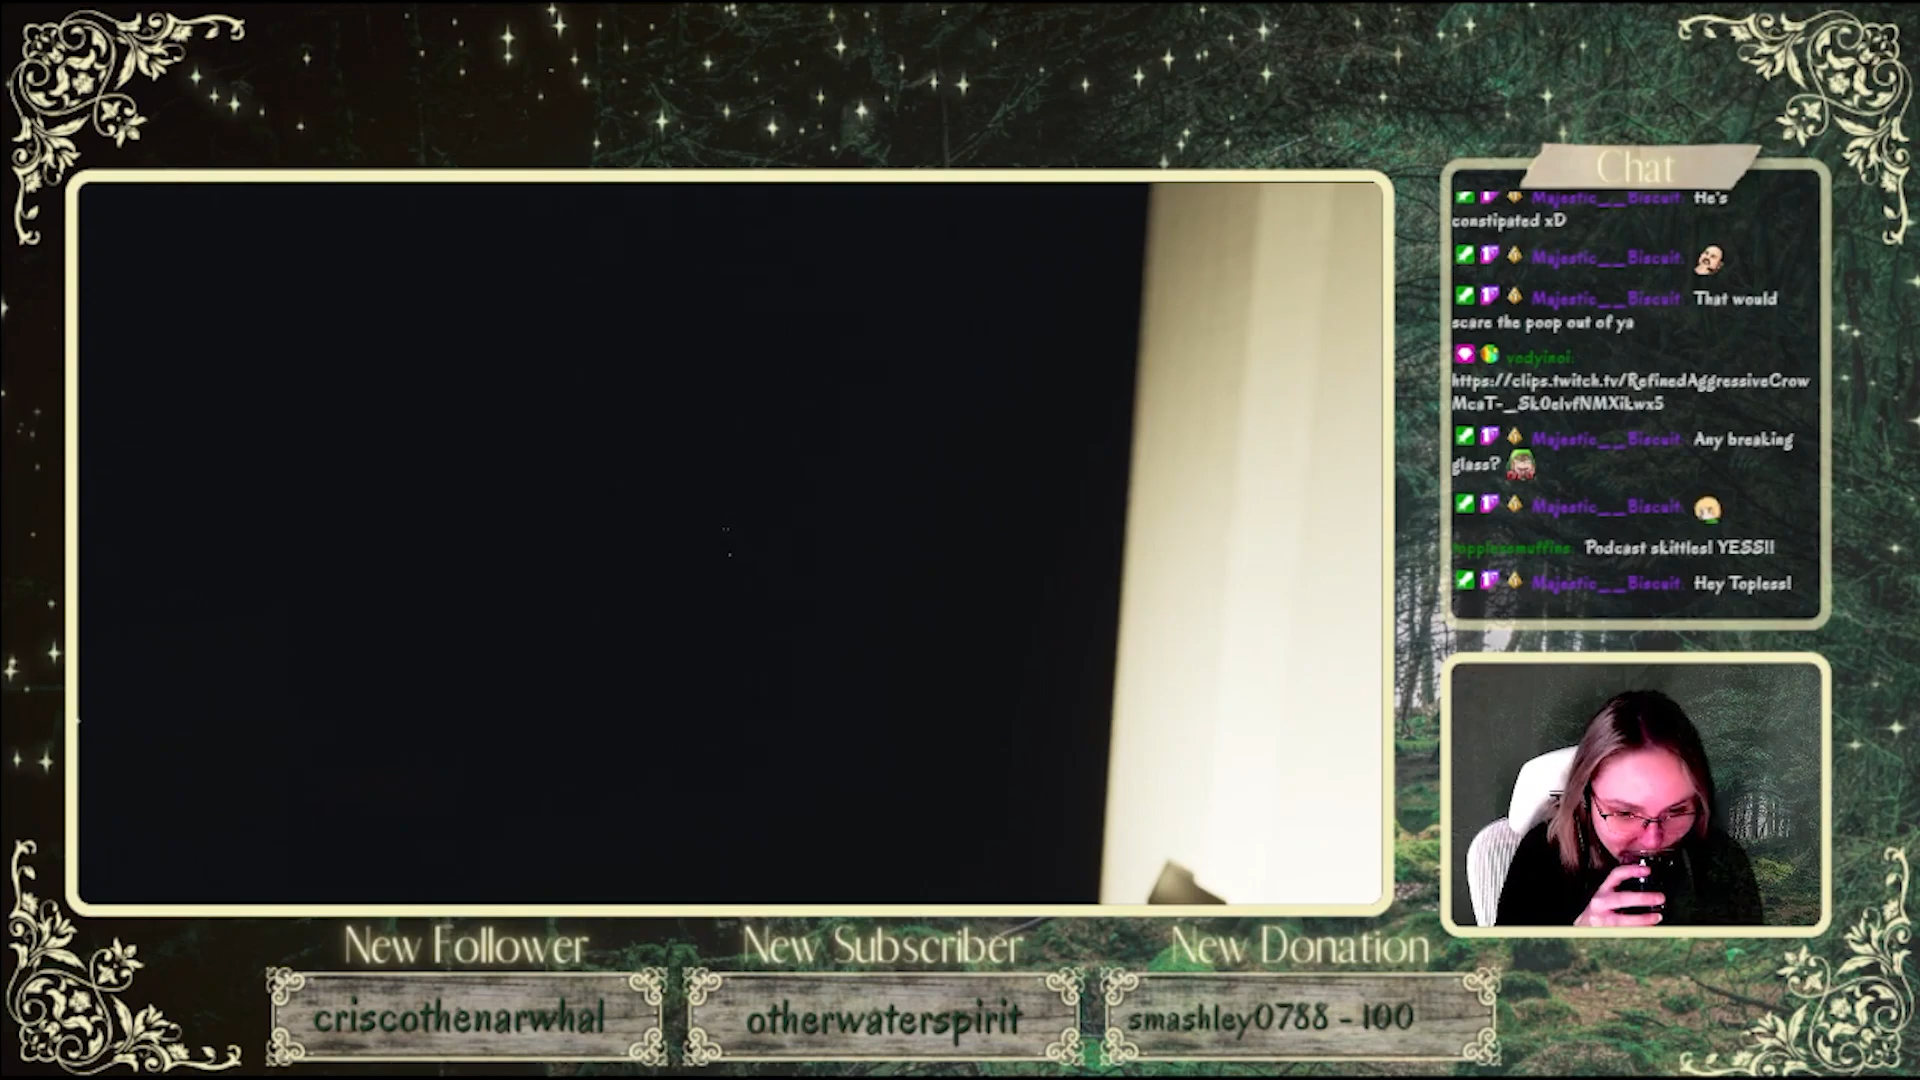 Chat
Majestic__Biscuit: He's
constipated xD
Majestic__Biscuit:
Majestic__Biscuit: That would
scare the poop out of ya
vodyinoi:
https://clips.twitch.tv/RefinedAggressiveCrow
McaT-_Sk0elvfNMXikwx5
Majestic__Biscuit: Any breaking
glass?
Majestic__Biscuit:
topplessmuffins: Podcast skittles! YESS!!
Majestic__Biscuit: Hey Topless!
New Follower
New Subscriber
New Donation
criscothenarwhal
otherwaterspirit
smashley0788 - 100